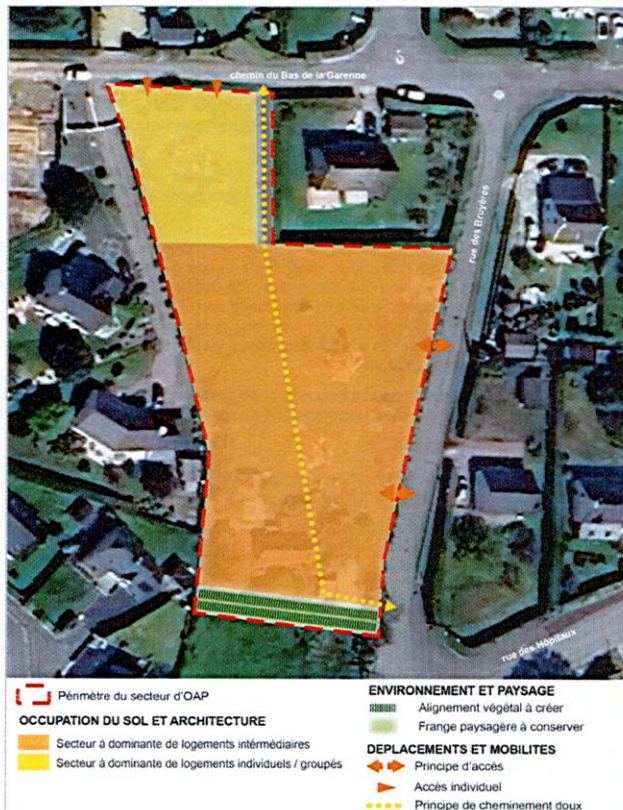 chemin du Bas de la Garenne
rue des Bruyères
rue des Hôpitaux
Périmètre du secteur d'OAP
OCCUPATION DU SOL ET ARCHITECTURE
Secteur à dominante de logements intérmédiaires
Secteur à dominante de logements individuels / groupés
ENVIRONNEMENT ET PAYSAGE
Alignement végétal à créer
Frange paysagère à conserver
DEPLACEMENTS ET MOBILITES
Principe d'accès
Accès individuel
Principe de cheminement doux